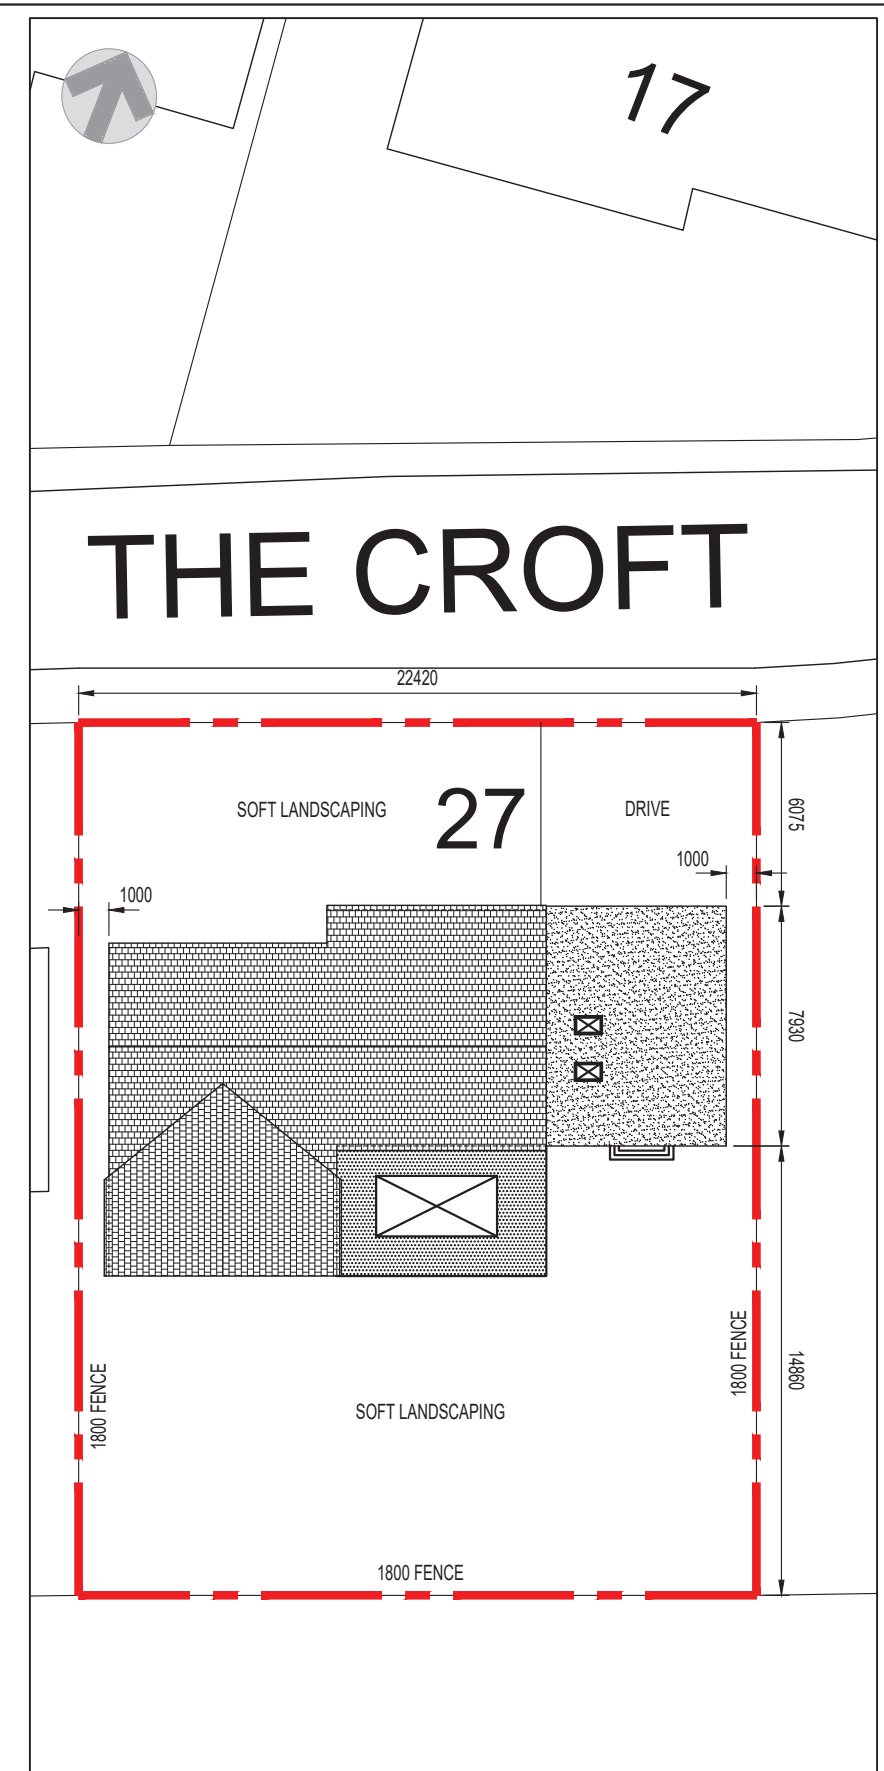 17
THE CROFT
22420
SOFT LANDSCAPING
27
DRIVE
6075
1000
1000
7930
1800 FENCE
1800 FENCE
14860
SOFT LANDSCAPING
1800 FENCE